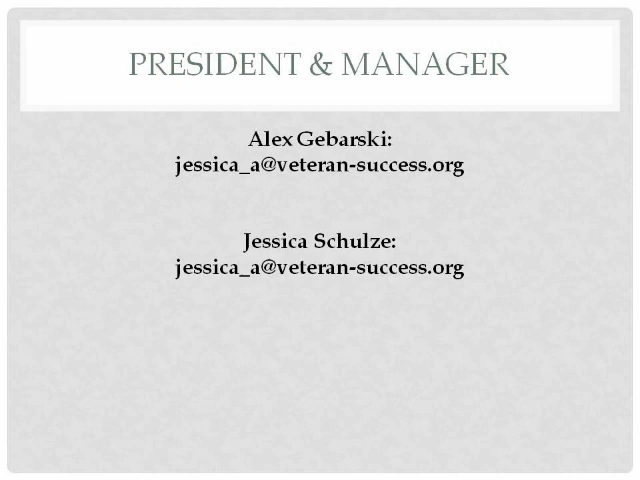 PRESIDENT & MANAGER
Alex Gebarski:
jessica_a@veteran-success.org
Jessica Schulze:
jessica_a@veteran-success.org